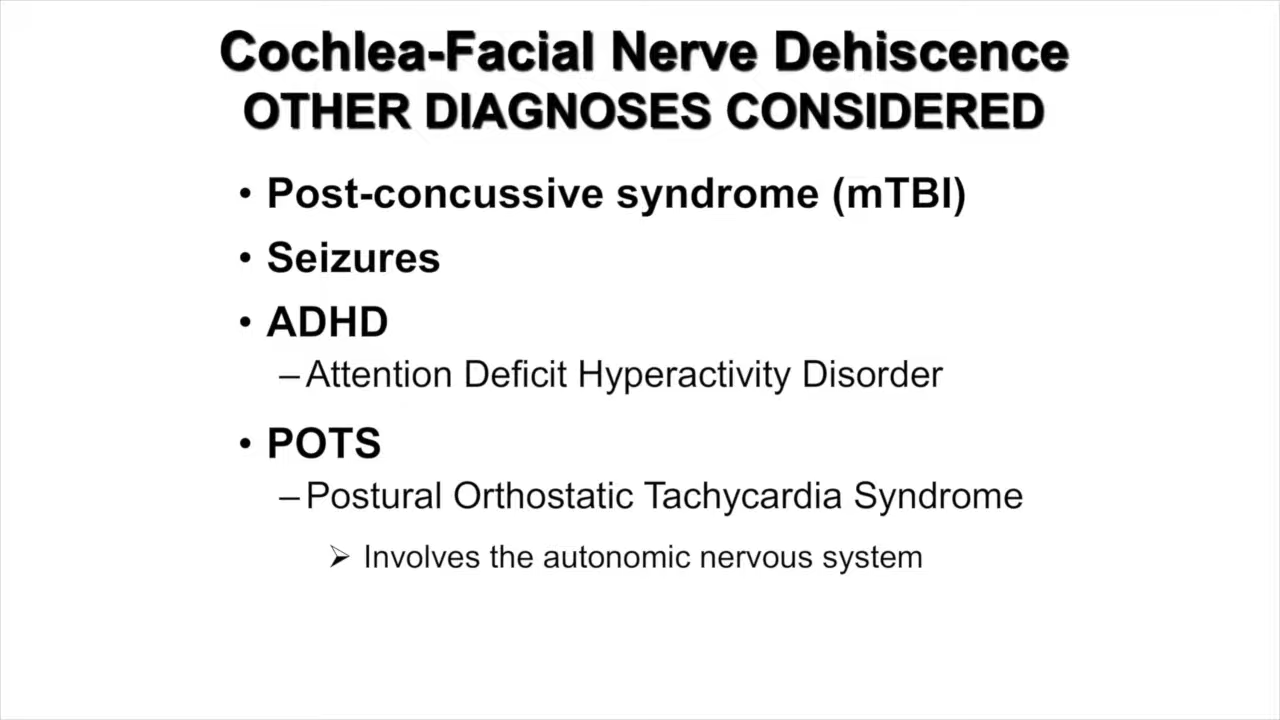 Cochlea-Facial Nerve Dehiscence
OTHER DIAGNOSES CONSIDERED
• Post-concussive syndrome (mTBI)
• Seizures
• ADHD
– Attention Deficit Hyperactivity Disorder
• POTS
– Postural Orthostatic Tachycardia Syndrome
➢ Involves the autonomic nervous system